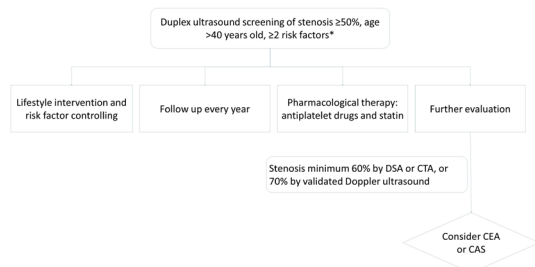 Duplex ultrasound screening of stenosis ≥50%, age
>40 years old, ≥2 risk factors*
Lifestyle intervention and
risk factor controlling
Follow up every year
Pharmacological therapy:
antiplatelet drugs and statin
Further evaluation
Stenosis minimum 60% by DSA or CTA, or
70% by validated Doppler ultrasound
Consider CEA
or CAS